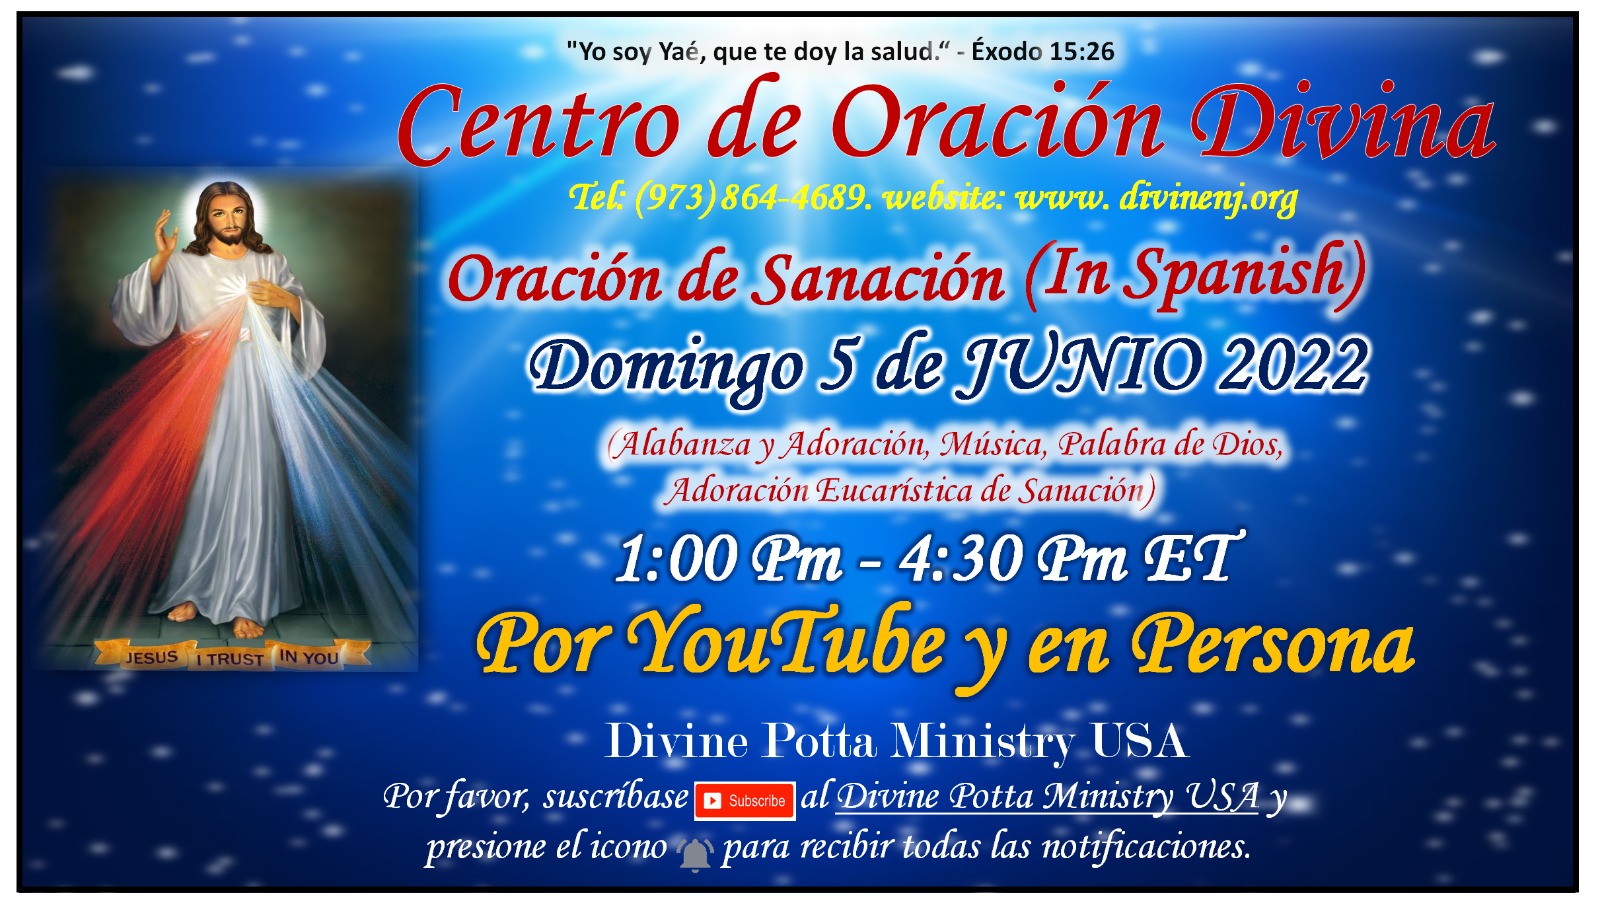 "Yo soy Yaé, que te doy la salud.“ - Éxodo 15:26
Centro de Oración Divina
Tel: (973) 864-4689. website: www. divinenj.org
Oración de Sanación (In Spanish)
Domingo 5 de JUNIO 2022
(Alabanza y Adoración, Música, Palabra de Dios,
Adoración Eucarística de Sanación)
1:00 Pm - 4:30 Pm ET
Por YouTube y en Persona
JESUS I TRUST IN YOU
Divine Potta Ministry USA
Por favor, suscríbase Subscribe al Divine Potta Ministry USA y
presione el icono para recibir todas las notificaciones.